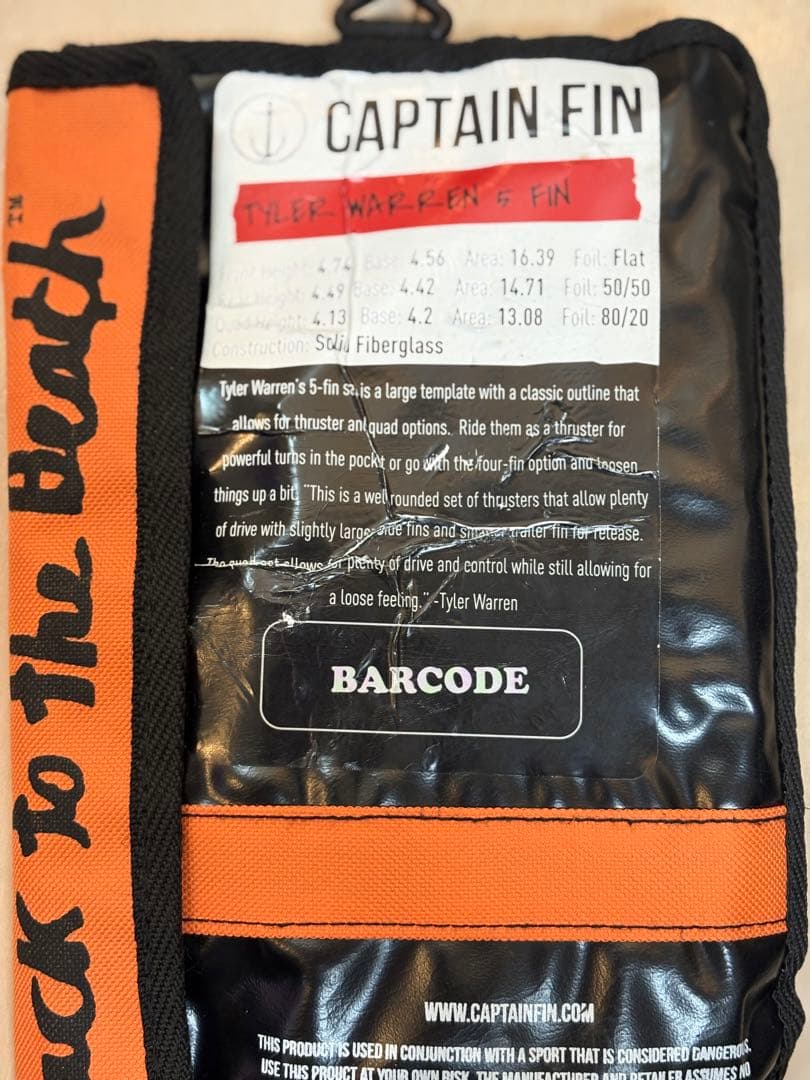 CAPTAIN FIN
TYLER WARREN 5 FIN
Front Height: 4.74 Base: 4.56 Area: 16.39 Foil: Flat
Height: 4.49 Base: 4.42 Area: 14.71 Foil: 50/50
Quad Height: 4.13 Base: 4.2 Area: 13.08 Foil: 80/20
Construction: Solid Fiberglass
Tyler Warren's 5-fin set is a large template with a classic outline that
allows for thruster and quad options. Ride them as a thruster for
powerful turns in the pocket or go with the four-fin option and loosen
things up a bit. "This is a well rounded set of thrusters that allow plenty
of drive with slightly larger side fins and smaller trailer fin for release.
The quad set allows for plenty of drive and control while still allowing for
a loose feeling." -Tyler Warren
BARCODE
WWW.CAPTAINFIN.COM
THIS PRODUCT IS USED IN CONJUNCTION WITH A SPORT THAT IS CONSIDERED DANGEROUS.
USE THIS PROUCT AT YOUR OWN RISK. THE MANUFACTURER AND RETAILER ASSUMES NO
uck To The Death™